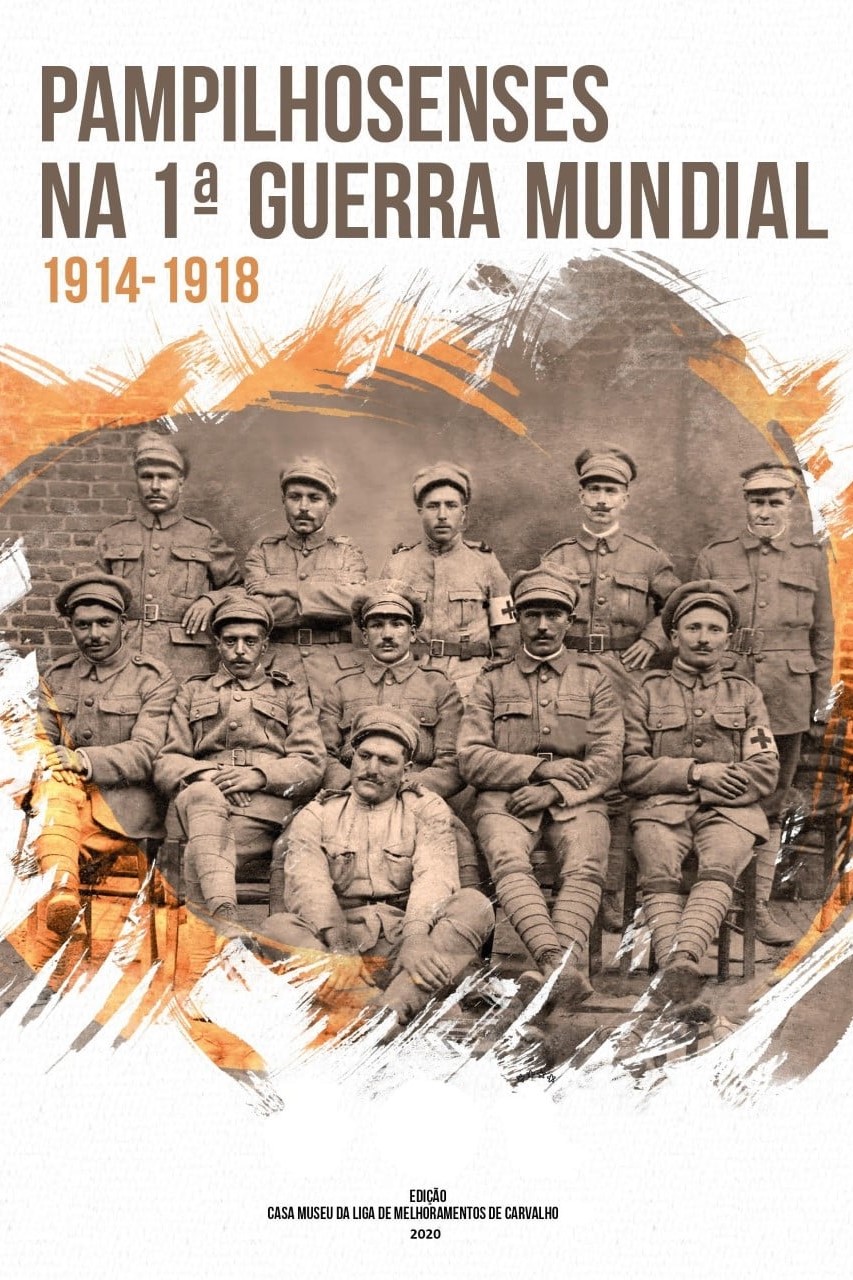 PAMPILHOSENSES
NA 1ª GUERRA MUNDIAL
1914-1918
EDIÇÃO
CASA MUSEU DA LIGA DE MELHORAMENTOS DE CARVALHO
2020